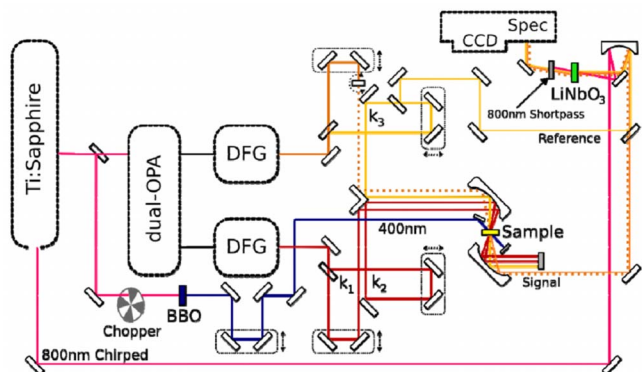 Spec
CCD
LiNbO3
800nm Shortpass
Reference
k3
Ti:Sapphire
dual-OPA
DFG
DFG
400nm
Sample
k1
k2
Signal
BBO
Chopper
800nm Chirped